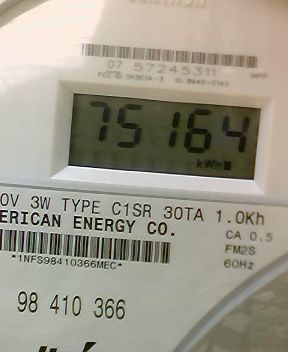 07 57245311
75164
kWh
0V 3W TYPE C1SR 30TA 1.0Kh
ERICAN ENERGY CO.
CA 0.5
FM2S
*1NFS98410366MEC*
60Hz
98 410 366